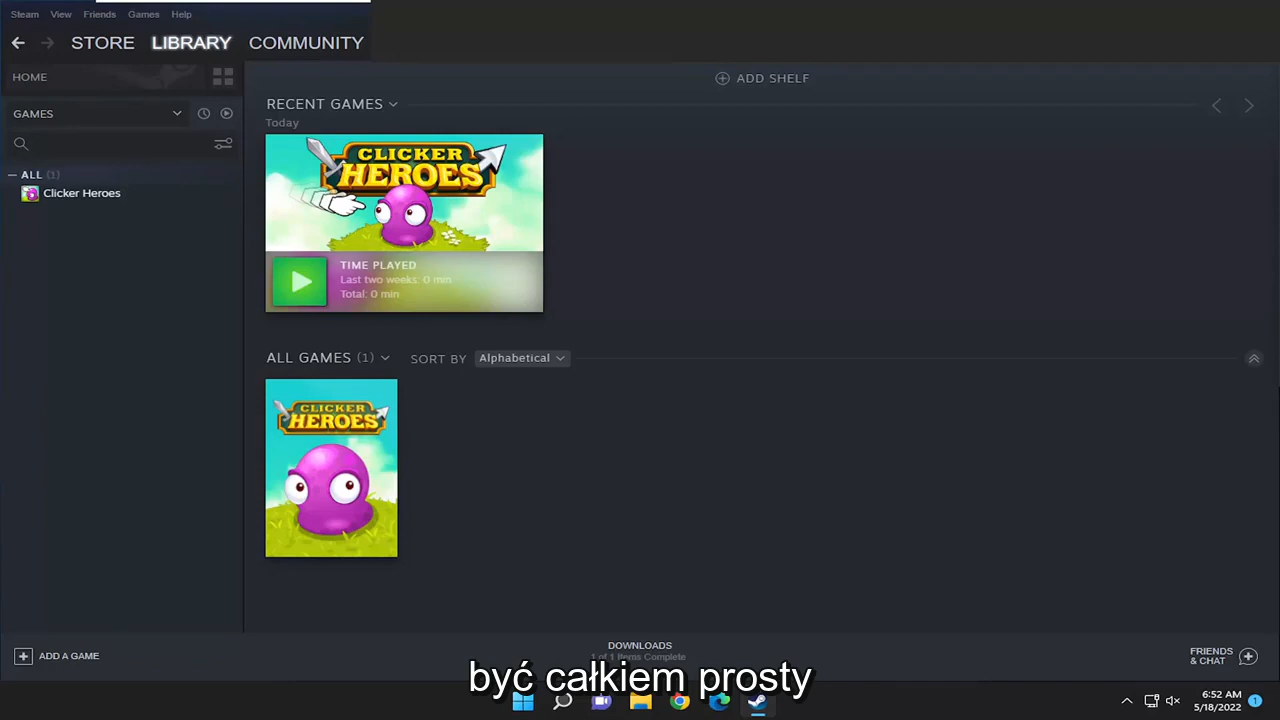 Steam View Friends Games Help
STORE LIBRARY COMMUNITY
HOME
ADD SHELF
GAMES
RECENT GAMES
Today
CLICKER
HEROES
TIME PLAYED
Last two weeks: 0 min
Total: 0 min
ALL (1)
Clicker Heroes
ALL GAMES (1) SORT BY Alphabetical
CLICKER
HEROES
ADD A GAME
DOWNLOADS
1 of 1 Items Complete
FRIENDS
& CHAT
być całkiem prosty
6:52 AM
5/18/2022
1